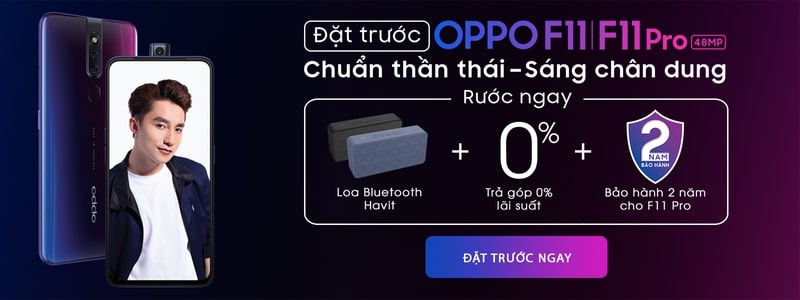 Đặt trước OPPO F11 | F11 Pro 48MP
Chuẩn thần thái – Sáng chân dung
Rước ngay
+ 0% +
2 NĂM
BẢO HÀNH
Loa Bluetooth
Havit
Trả góp 0%
lãi suất
Bảo hành 2 năm
cho F11 Pro
ĐẶT TRƯỚC NGAY
oppo